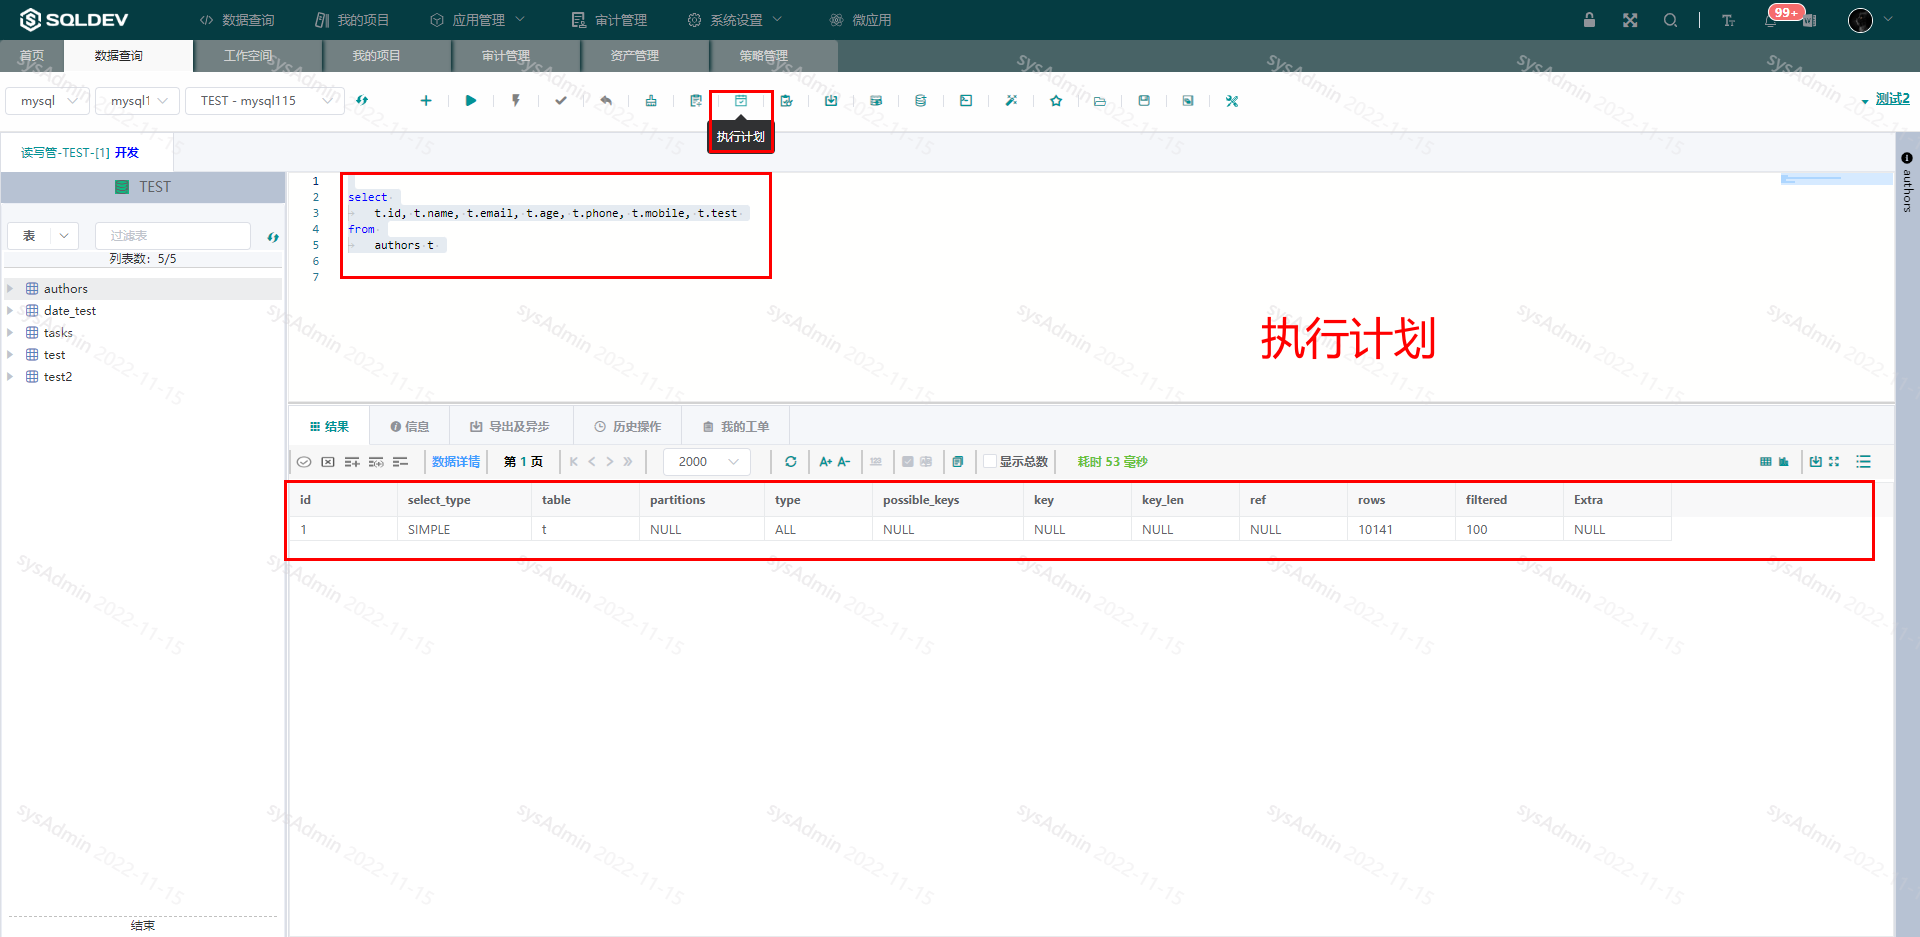 SQLDEV 数据查询 我的项目 应用管理 审计管理 系统设置 微应用 99+
首页 数据查询 工作空间 我的项目 审计管理 资产管理 策略管理
mysql mysql1 TEST - mysql115 测试2
执行计划
读写管-TEST-[1] 开发
TEST
表 过滤表
列表数: 5/5
authors
date_test
tasks
test
test2
结束
1
2 select
3 t.id, t.name, t.email, t.age, t.phone, t.mobile, t.test
4 from
5 authors t
6
7
authors
执行计划
结果 信息 导出及异步 历史操作 我的工单
数据详情 第 1 页 2000 A+ A- 显示总数 耗时 53 毫秒
id select_type table partitions type possible_keys key key_len ref rows filtered Extra
1 SIMPLE t NULL ALL NULL NULL NULL NULL 10141 100 NULL
sysAdmin 2022-11-15